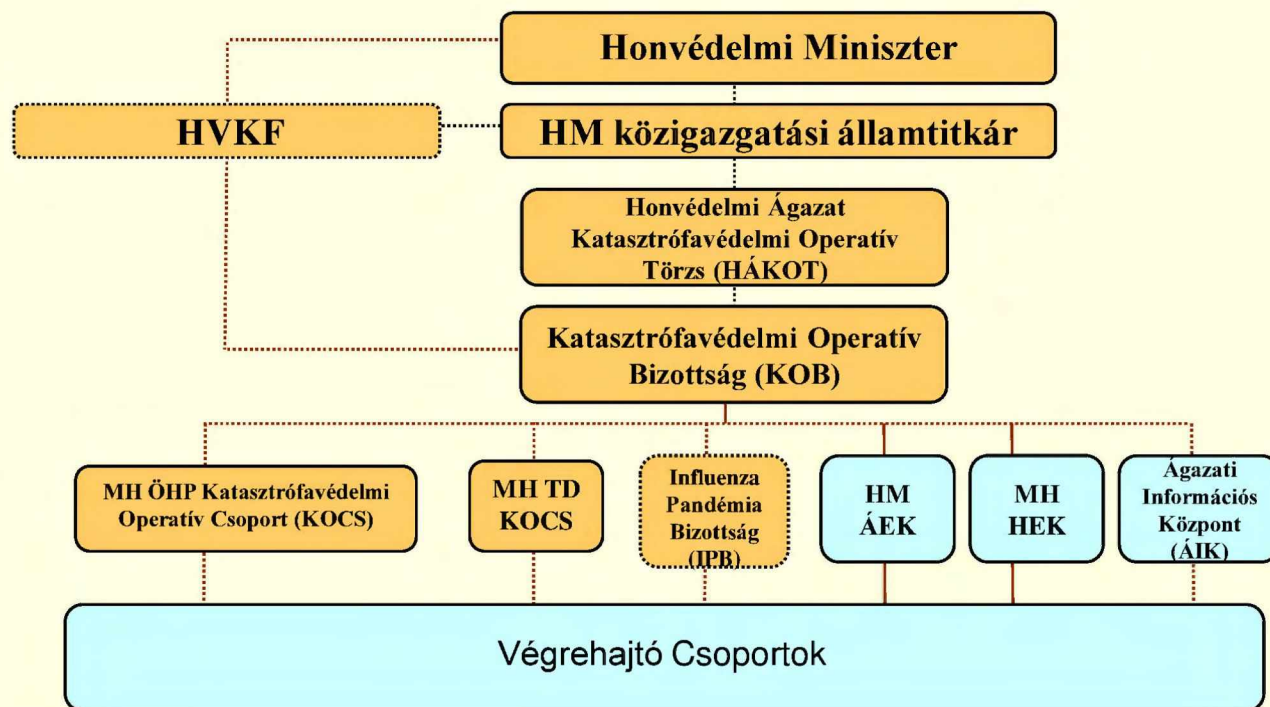 Honvédelmi Miniszter
HVKF
HM közigazgatási államtitkár
Honvédelmi Ágazat
Katasztrófavédelmi Operatív
Törzs (HÁKOT)
Katasztrófavédelmi Operatív
Bizottság (KOB)
MH ÖHP Katasztrófavédelmi
Operatív Csoport (KOCS)
MH TD
KOCS
Influenza
Pandémia
Bizottság
(IPB)
HM
ÁEK
MH
HEK
Ágazati
Információs
Központ
(ÁIK)
Végrehajtó Csoportok